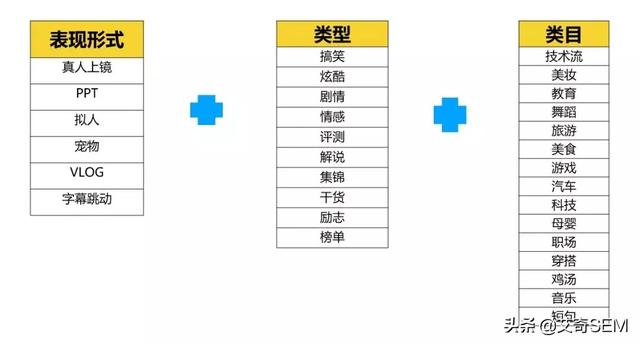 表现形式
真人上镜
PPT
拟人
宠物
VLOG
字幕跳动
类型
搞笑
炫酷
剧情
情感
评测
解说
集锦
干货
励志
榜单
类目
技术流
美妆
教育
舞蹈
旅游
美食
游戏
汽车
科技
母婴
职场
穿搭
鸡汤
音乐
短句
头条 @艾奇SEM